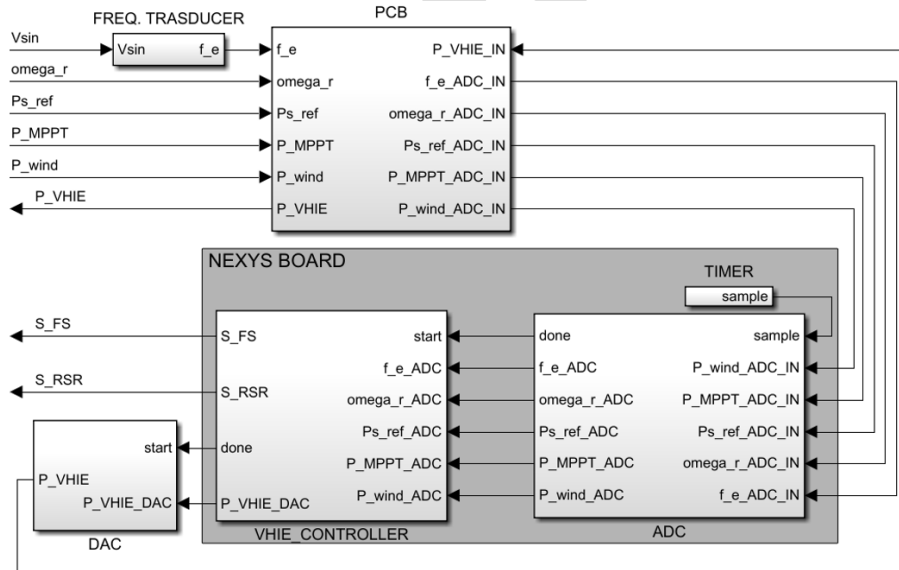 FREQ. TRASDUCER
PCB
Vsin
Vsin f_e
f_e P_VHIE_IN
omega_r
omega_r f_e_ADC_IN
Ps_ref
Ps_ref omega_r_ADC_IN
P_MPPT
P_MPPT Ps_ref_ADC_IN
P_wind
P_wind P_MPPT_ADC_IN
P_VHIE
P_VHIE P_wind_ADC_IN
NEXYS BOARD
TIMER
sample
S_FS
S_FS start
done sample
f_e_ADC
f_e_ADC P_wind_ADC_IN
S_RSR
S_RSR omega_r_ADC
omega_r_ADC P_MPPT_ADC_IN
Ps_ref_ADC
Ps_ref_ADC Ps_ref_ADC_IN
start
done P_MPPT_ADC
P_MPPT_ADC omega_r_ADC_IN
P_VHIE
P_VHIE_DAC
P_VHIE_DAC P_wind_ADC
P_wind_ADC f_e_ADC_IN
DAC
VHIE_CONTROLLER
ADC